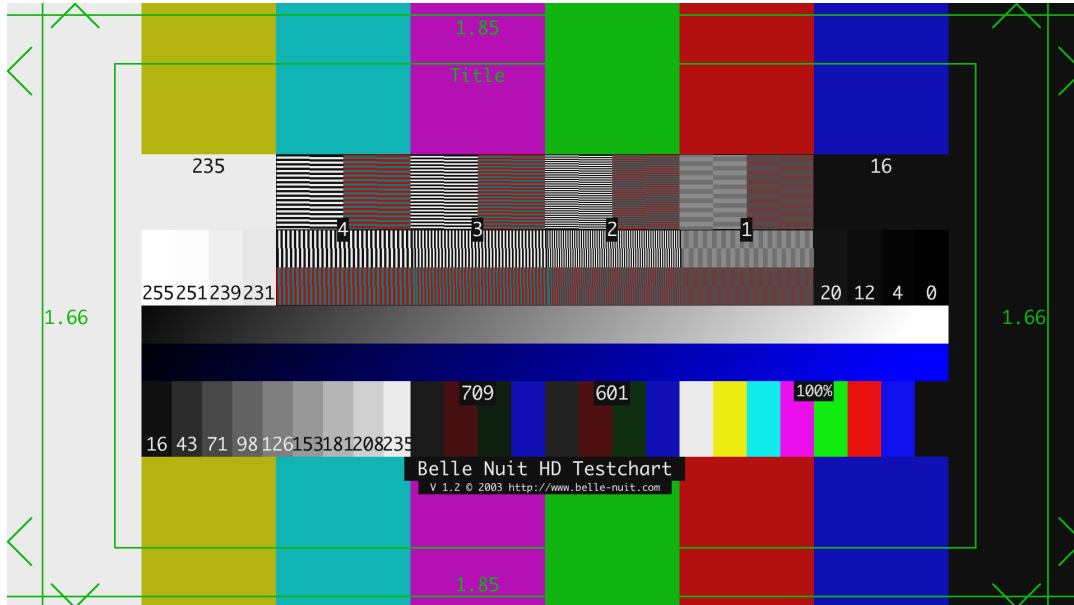 1.85
Title
235 16
4 3 2 1
255 251 239 231 20 12 4 0
1.66 1.66
709 601 100%
16 43 71 98 126 153 181 208 235
Belle Nuit HD Testchart
V 1.2 © 2003 http://www.belle-nuit.com
1.85